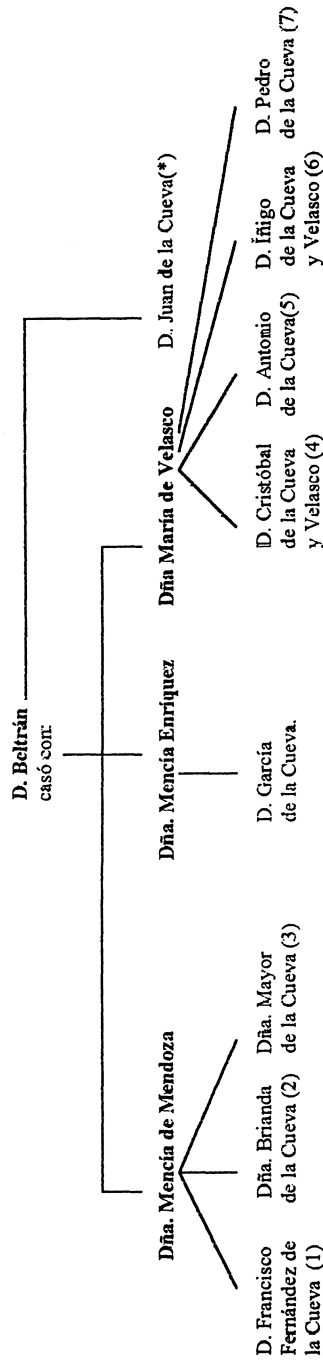 D. Beltrán
casó con:
Dña. Mencía de Mendoza
Dña. Mencía Enríquez
Dña María de Velasco
D. Juan de la Cueva(*)
D. Francisco
Fernández de
la Cueva (1)
Dña. Brianda
de la Cueva (2)
Dña. Mayor
de la Cueva (3)
D. García
de la Cueva.
D. Cristóbal
de la Cueva
y Velasco (4)
D. Antonio
de la Cueva(5)
D. Íñigo
de la Cueva
y Velasco (6)
D. Pedro
de la Cueva (7)